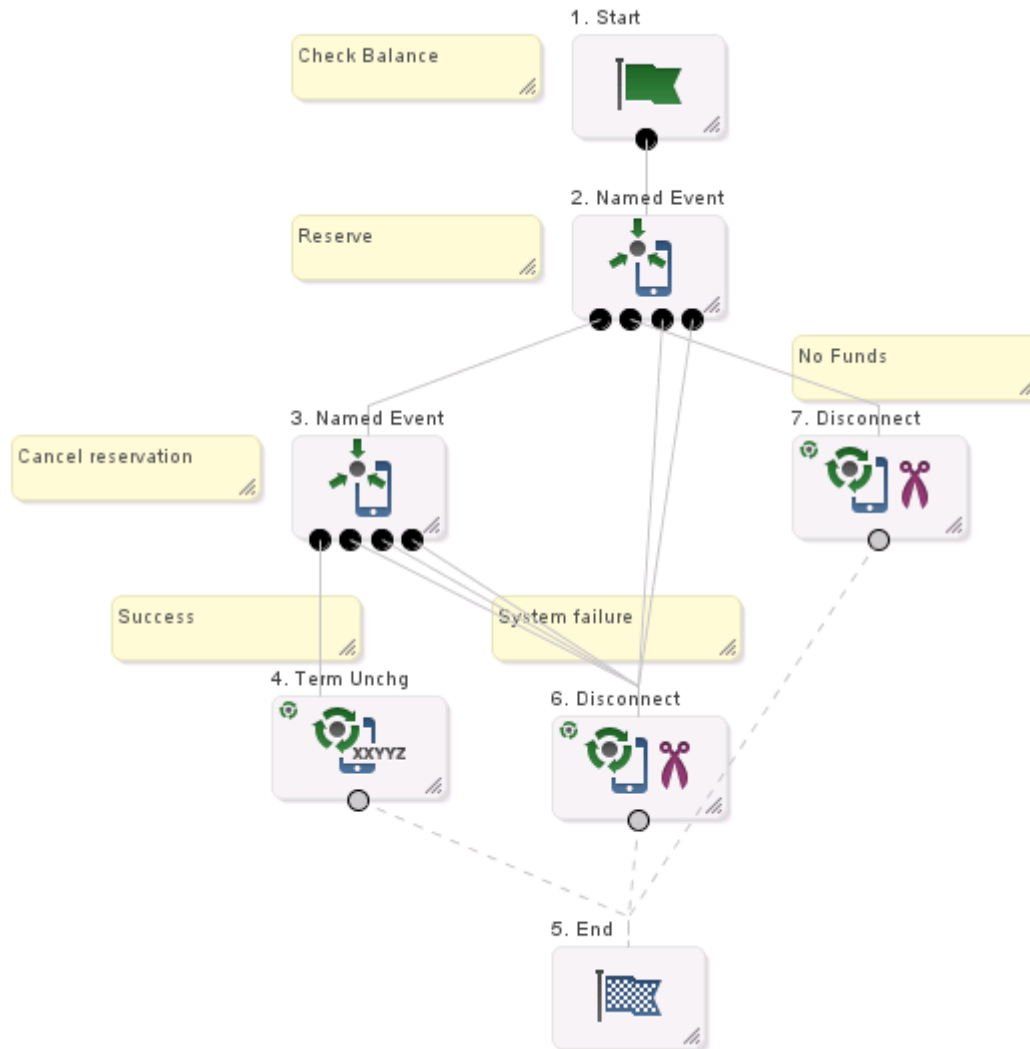 1. Start
Check Balance
2. Named Event
Reserve
No Funds
3. Named Event
7. Disconnect
Cancel reservation
Success
System failure
4. Term Unchg
6. Disconnect
XXYYZ
5. End